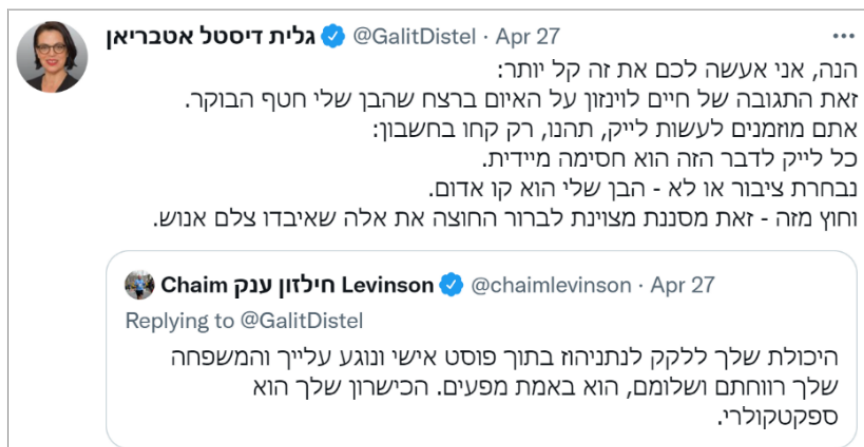 גלית דיסטל אטבריאן @GalitDistel · Apr 27
הנה, אני אעשה לכם את זה קל יותר:
זאת התגובה של חיים לוינזון על האיום ברצח שהבן שלי חטף הבוקר.
אתם מוזמנים לעשות לייק, תהנו, רק קחו בחשבון:
כל לייק לדבר הזה הוא חסימה מיידית.
נבחרת ציבור או לא - הבן שלי הוא קו אדום.
וחוץ מזה - זאת מסננת מצוינת לברור החוצה את אלה שאיבדו צלם אנוש.
Chaim חילזון ענק Levinson @chaimlevinson · Apr 27
Replying to @GalitDistel
היכולת שלך ללקק לנתניהוז בתוך פוסט אישי ונוגע עלייך והמשפחה
שלך רווחתם ושלומם, הוא באמת מפעים. הכישרון שלך הוא
ספקטקולרי.